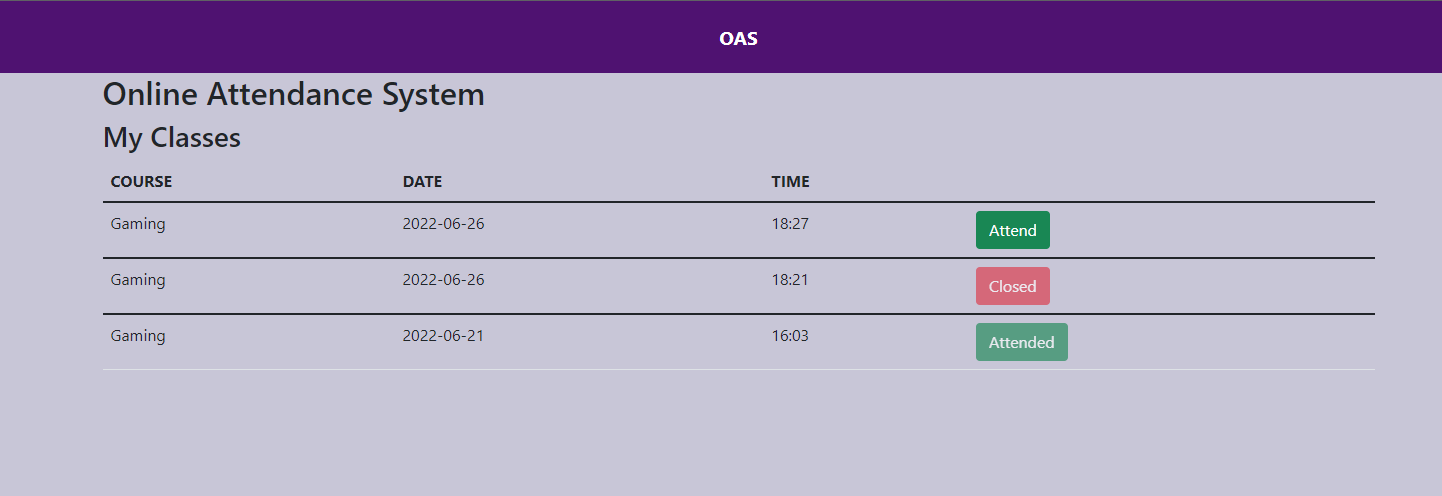 OAS
Online Attendance System
My Classes
COURSE DATE TIME
Gaming 2022-06-26 18:27 Attend
Gaming 2022-06-26 18:21 Closed
Gaming 2022-06-21 16:03 Attended